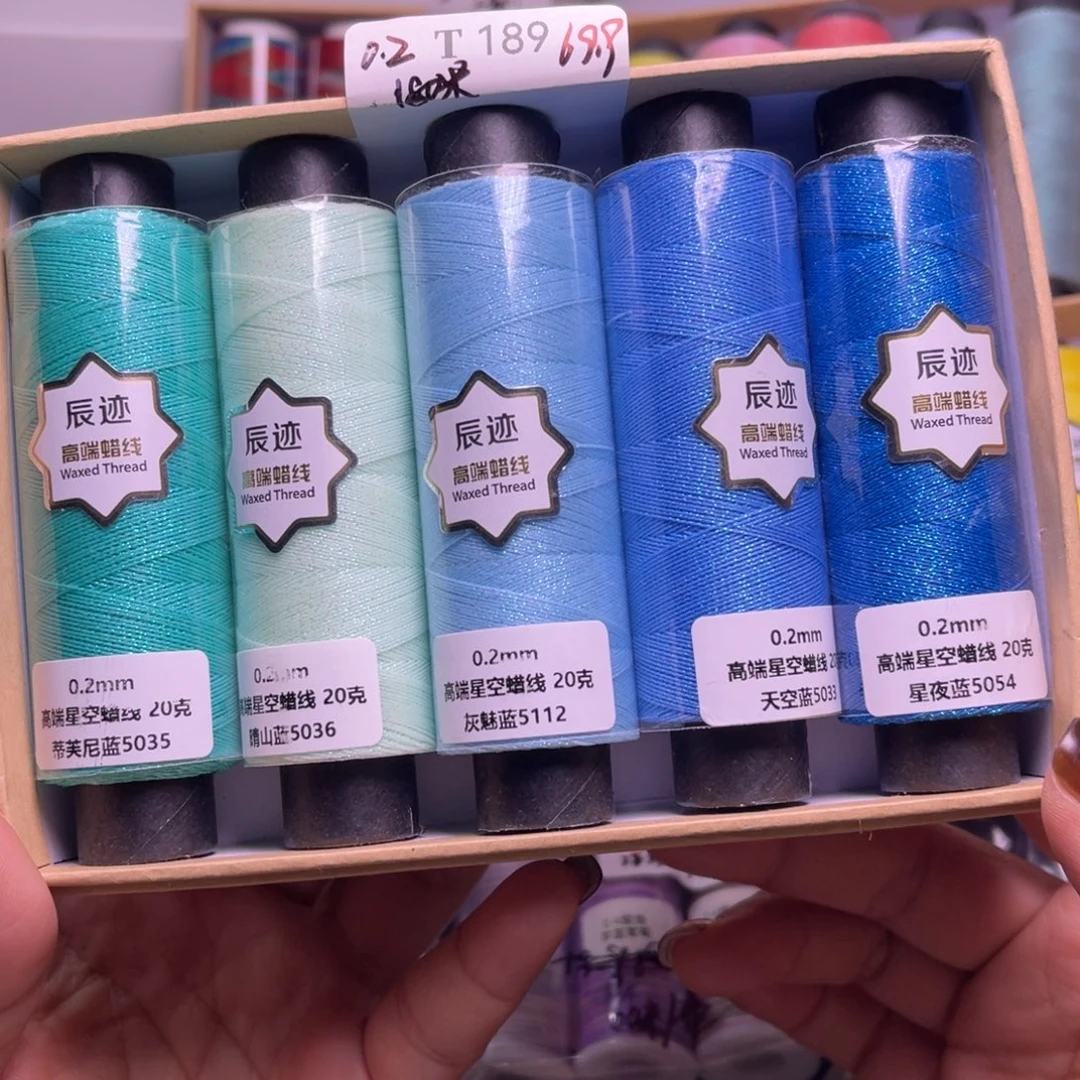 0.2 T 189 69.9
180米
辰迹
高端蜡线
Waxed Thread
0.2mm
高端星空蜡线 20克
蒂芙尼蓝5035
辰迹
高端蜡线
Waxed Thread
0.2mm
高端星空蜡线 20克
晴山蓝5036
辰迹
高端蜡线
Waxed Thread
0.2mm
高端星空蜡线 20克
灰魅蓝5112
辰迹
高端蜡线
Waxed Thread
0.2mm
高端星空蜡线 20克
天空蓝5033
辰迹
高端蜡线
Waxed Thread
0.2mm
高端星空蜡线 20克
星夜蓝5054